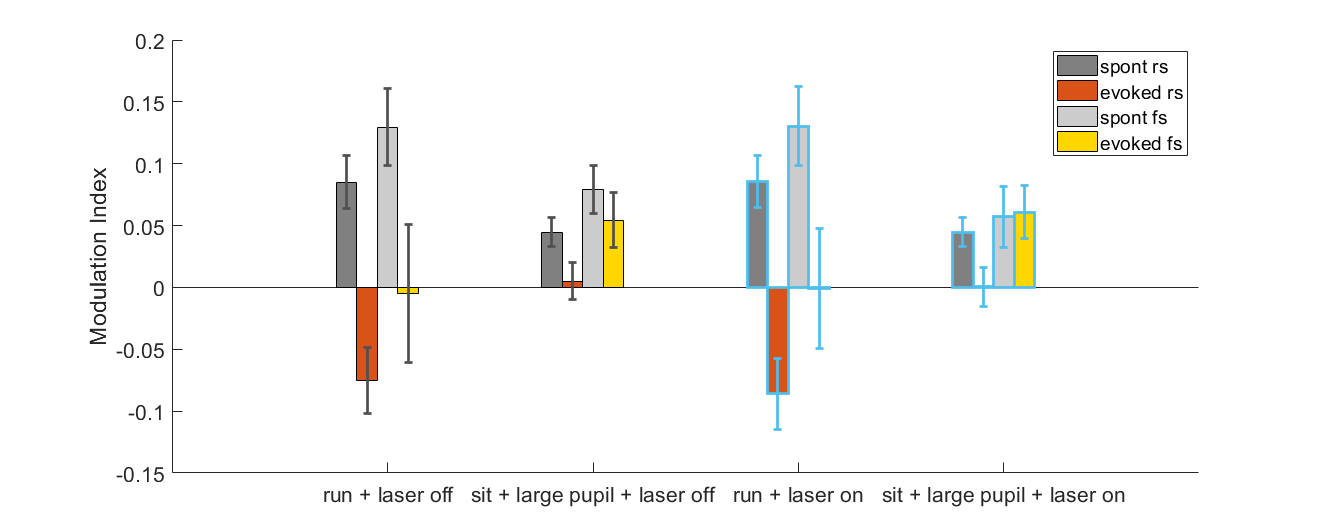 0.2
0.15
0.1
0.05
0
-0.05
-0.1
-0.15
Modulation Index
spont rs
evoked rs
spont fs
evoked fs
run + laser off
sit + large pupil + laser off
run + laser on
sit + large pupil + laser on